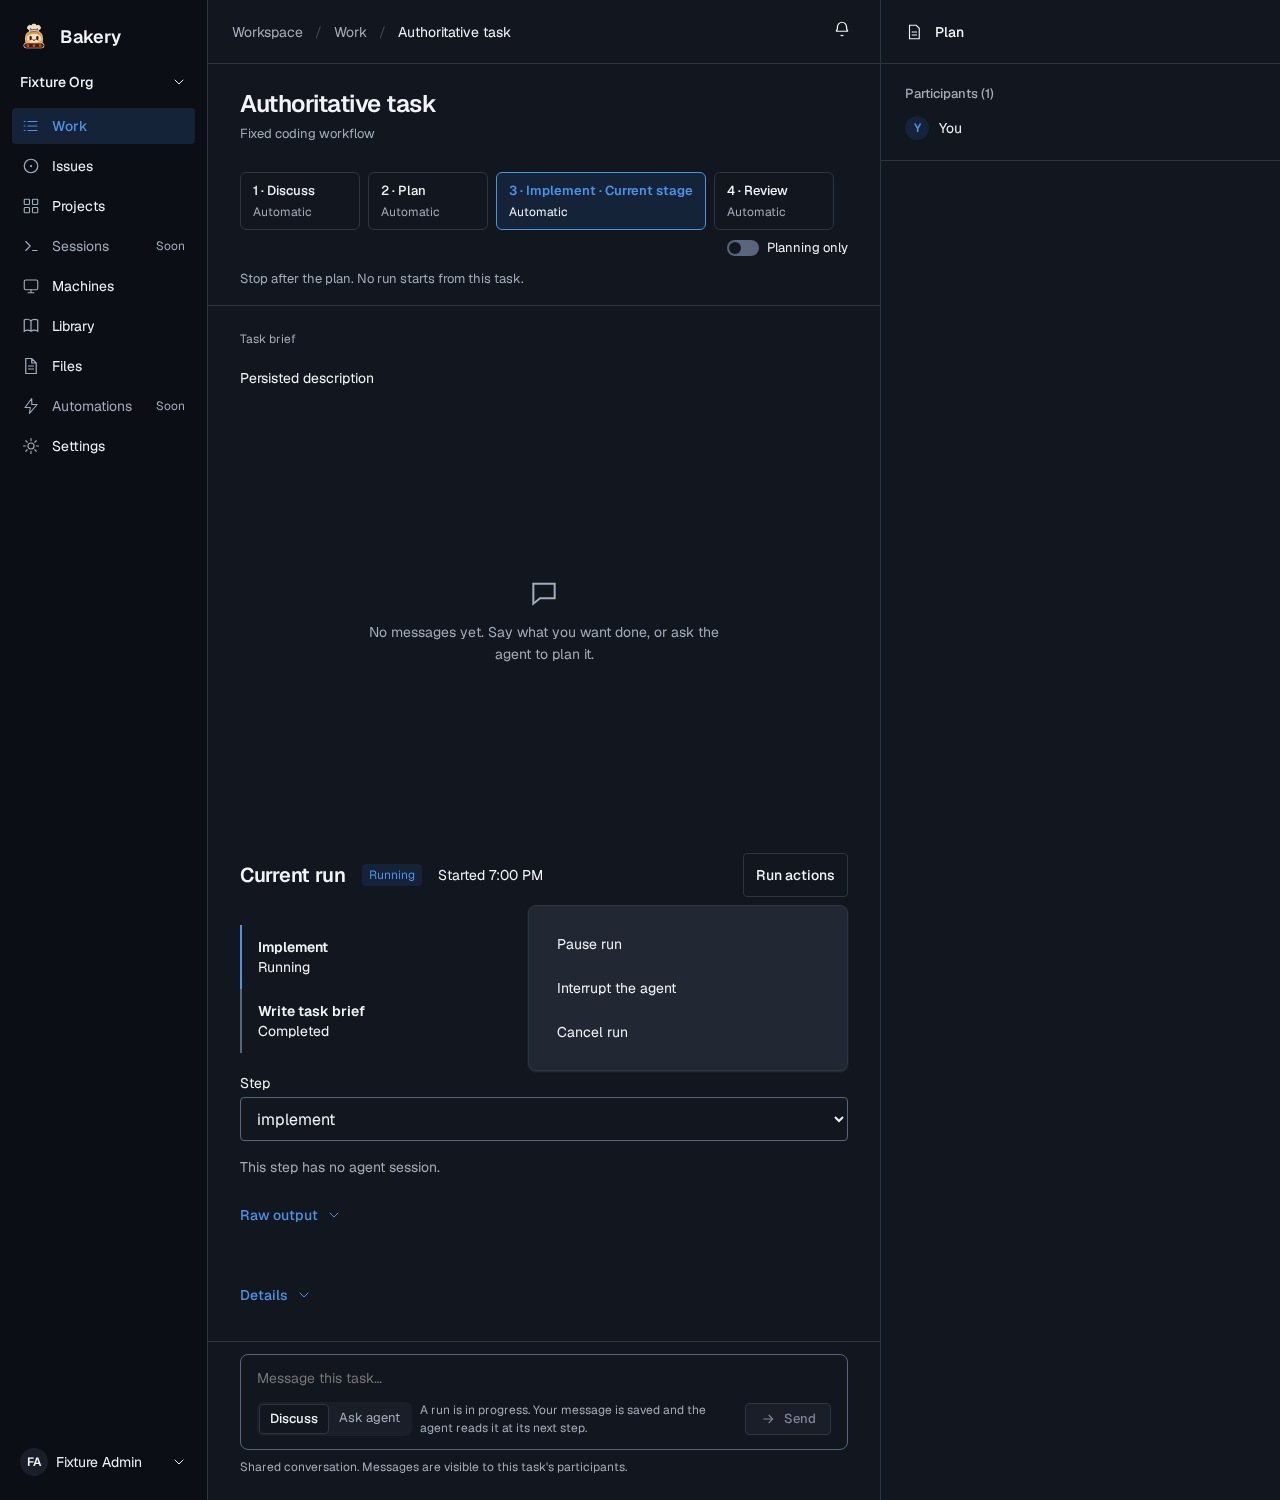 Bakery
Fixture Org
Work
Issues
Projects
Sessions Soon
Machines
Library
Files
Automations Soon
Settings
FA Fixture Admin
Workspace / Work / Authoritative task
Authoritative task
Fixed coding workflow
1 · Discuss
Automatic
2 · Plan
Automatic
3 · Implement · Current stage
Automatic
4 · Review
Automatic
Planning only
Stop after the plan. No run starts from this task.
Task brief
Persisted description
No messages yet. Say what you want done, or ask the
agent to plan it.
Current run Running Started 7:00 PM Run actions
Implement
Running
Write task brief
Completed
Pause run
Interrupt the agent
Cancel run
Step
implement
This step has no agent session.
Raw output
Details
Message this task…
Discuss Ask agent
A run is in progress. Your message is saved and the
agent reads it at its next step.
Send
Shared conversation. Messages are visible to this task's participants.
Plan
Participants (1)
Y You